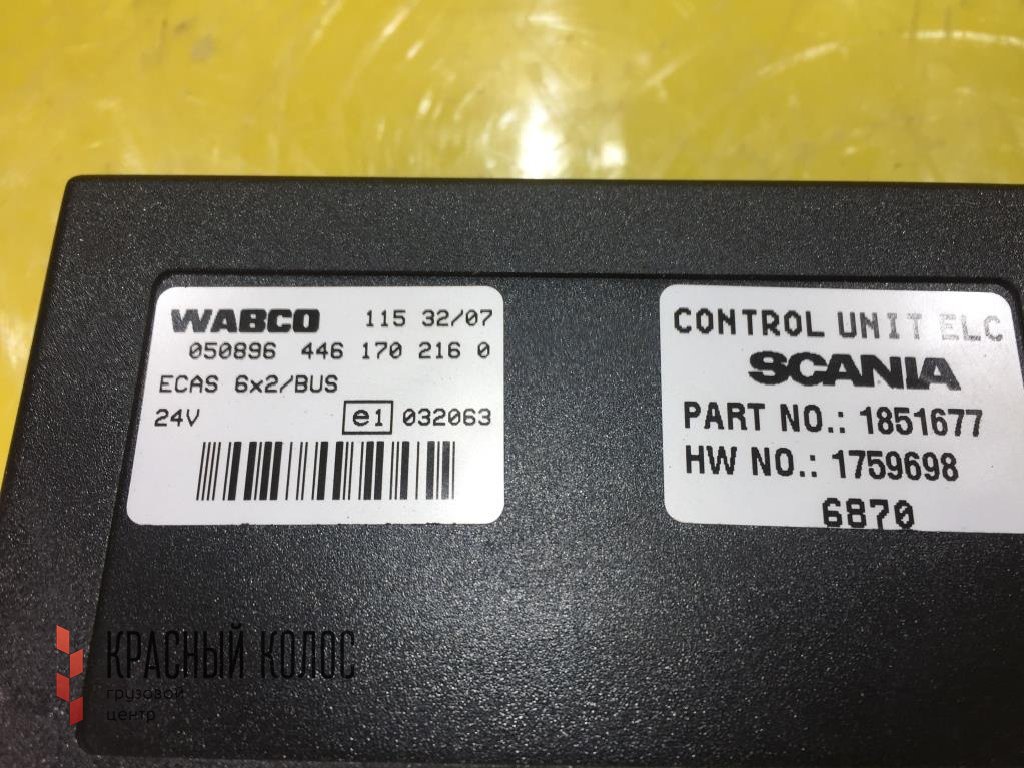 WABCO 115 32/07
050896 446 170 216 0
ECAS 6x2/BUS
24V e1 032063
CONTROL UNIT ELC
SCANIA
PART NO.: 1851677
HW NO.: 1759698
6870
КРАСНЫЙ КОЛОС
грузовой
центр